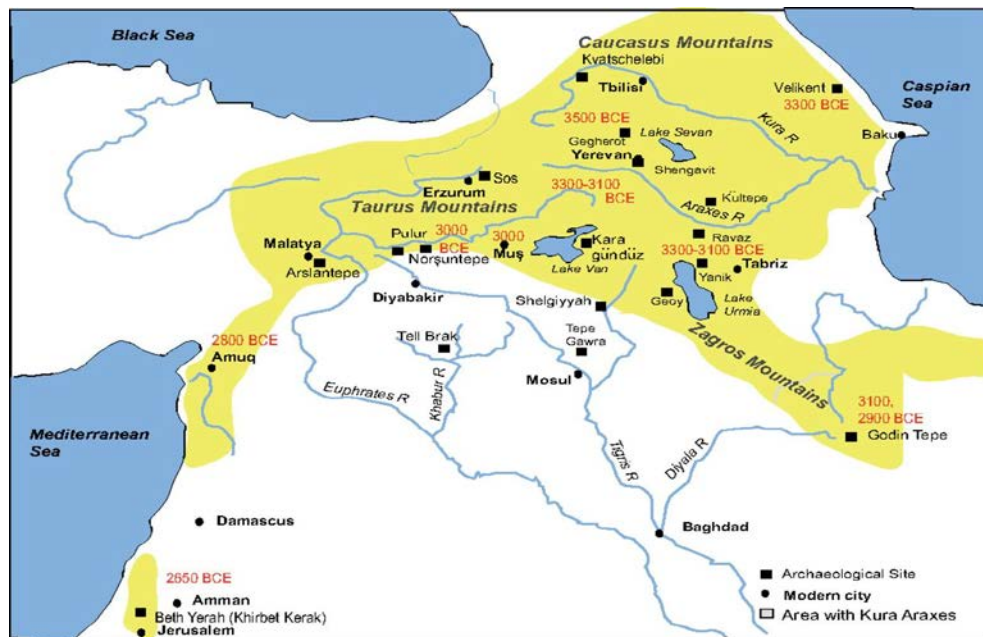 Black Sea
Caucasus Mountains
Kvatschelebi
Tbilisi
Velikent
3300 BCE
Caspian
Sea
Kura R
3500 BCE
Gegherot
Lake Sevan
Baku
Yerevan
Shengavit
Sos
Erzurum
3300-3100
BCE
Kültepe
Taurus Mountains
Araxes R
Pulur
3000
BCE
3000
Muş
Kara
gündüz
Ravaz
3300-3100 BCE
Malatya
Arslantepe
Norşuntepe
Lake Van
Yanik
Tabriz
Diyabakir
Shelgiyyah
Geoy
Lake
Urmia
2800 BCE
Amuq
Tell Brak
Tepe
Gawra
Zagros Mountains
Mosul
Euphrates R
Khabur R
3100,
2900 BCE
Godin Tepe
Mediterranean
Sea
Tigris R
Diyala R
Damascus
Baghdad
2650 BCE
Amman
Beth Yerah (Khirbet Kerak)
Jerusalem
Archaeological Site
Modern city
Area with Kura Araxes